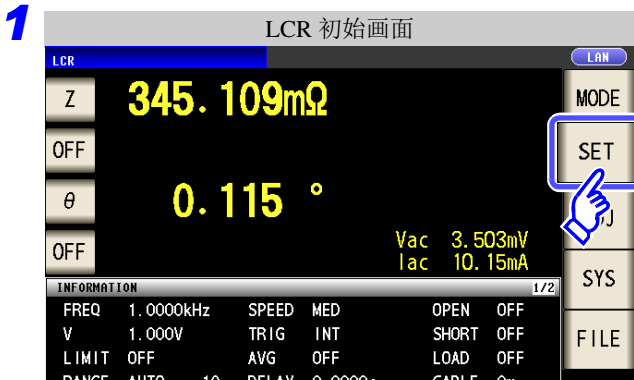 1
LCR 初始画面
LCR
LAN
Z 345.109mΩ MODE
OFF SET
θ 0.115 °
OFF Vac 3.503mV
Iac 10.15mA
SYS
INFORMATION 1/2
FREQ 1.0000kHz SPEED MED OPEN OFF
V 1.000V TRIG INT SHORT OFF FILE
LIMIT OFF AVG OFF LOAD OFF